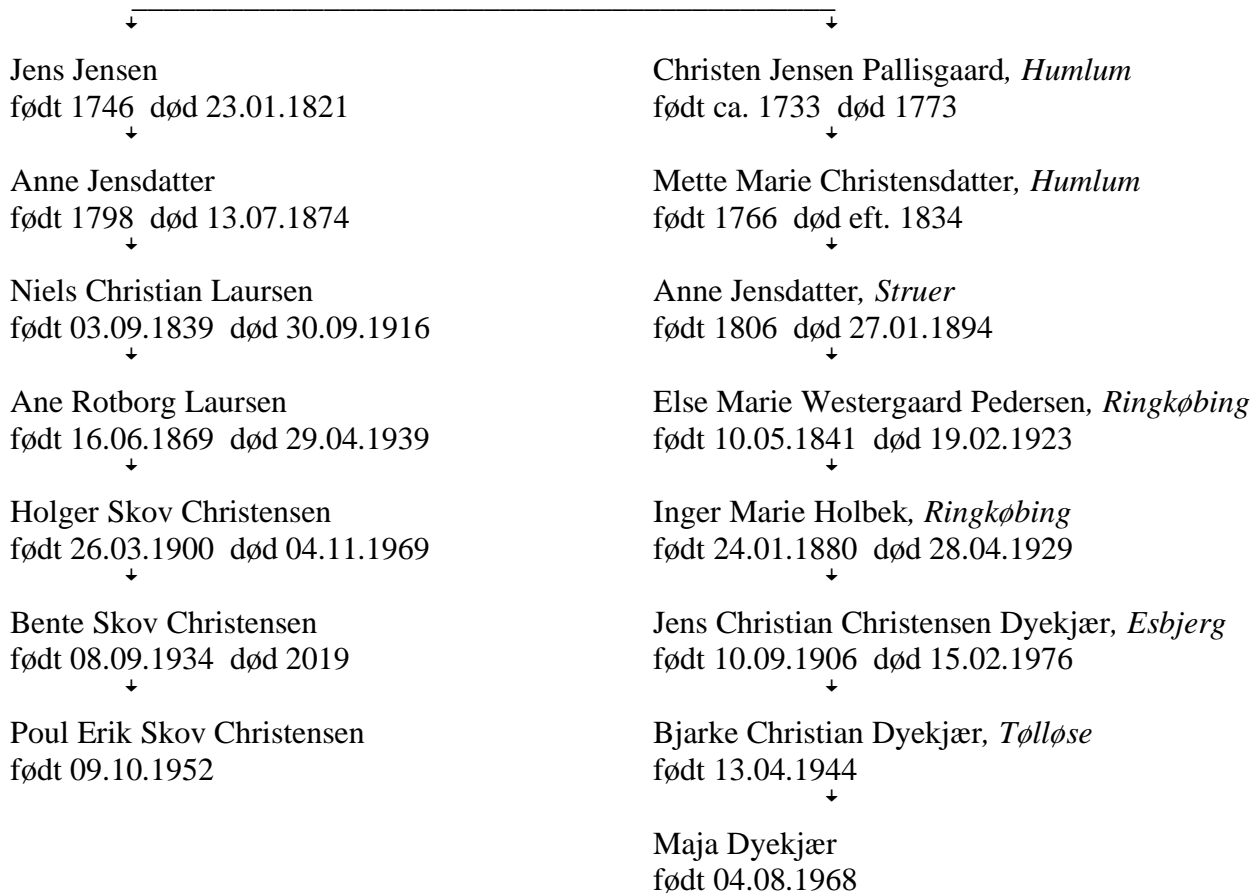 Jens Jensen
født 1746 død 23.01.1821
Anne Jensdatter
født 1798 død 13.07.1874
Niels Christian Laursen
født 03.09.1839 død 30.09.1916
Ane Rotborg Laursen
født 16.06.1869 død 29.04.1939
Holger Skov Christensen
født 26.03.1900 død 04.11.1969
Bente Skov Christensen
født 08.09.1934 død 2019
Poul Erik Skov Christensen
født 09.10.1952
Christen Jensen Pallisgaard, Humlum
født ca. 1733 død 1773
Mette Marie Christensdatter, Humlum
født 1766 død eft. 1834
Anne Jensdatter, Struer
født 1806 død 27.01.1894
Else Marie Westergaard Pedersen, Ringkøbing
født 10.05.1841 død 19.02.1923
Inger Marie Holbek, Ringkøbing
født 24.01.1880 død 28.04.1929
Jens Christian Christensen Dyekjær, Esbjerg
født 10.09.1906 død 15.02.1976
Bjarke Christian Dyekjær, Tølløse
født 13.04.1944
Maja Dyekjær
født 04.08.1968